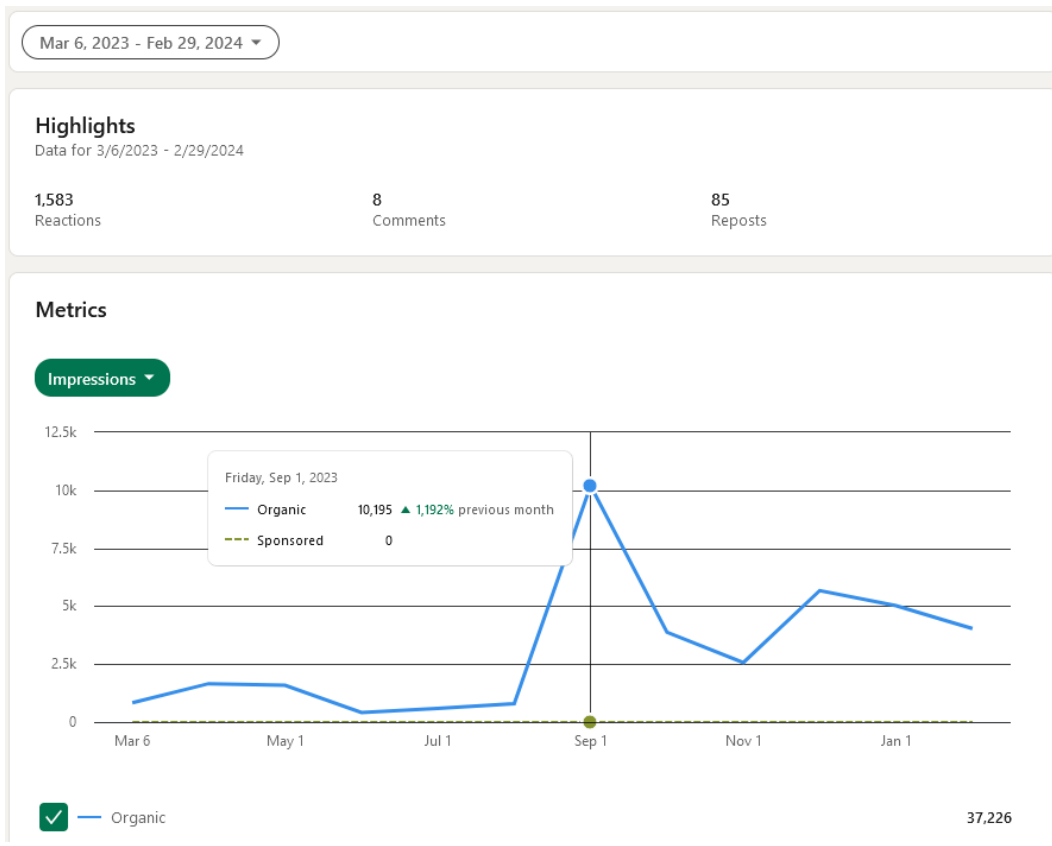 Mar 6, 2023 - Feb 29, 2024
Highlights
Data for 3/6/2023 - 2/29/2024
1,583 8 85
Reactions Comments Reposts
Metrics
Impressions
12.5k
10k
7.5k
5k
2.5k
0
Friday, Sep 1, 2023
Organic 10,195 ▲ 1,192% previous month
Sponsored 0
Mar 6 May 1 Jul 1 Sep 1 Nov 1 Jan 1
Organic 37,226